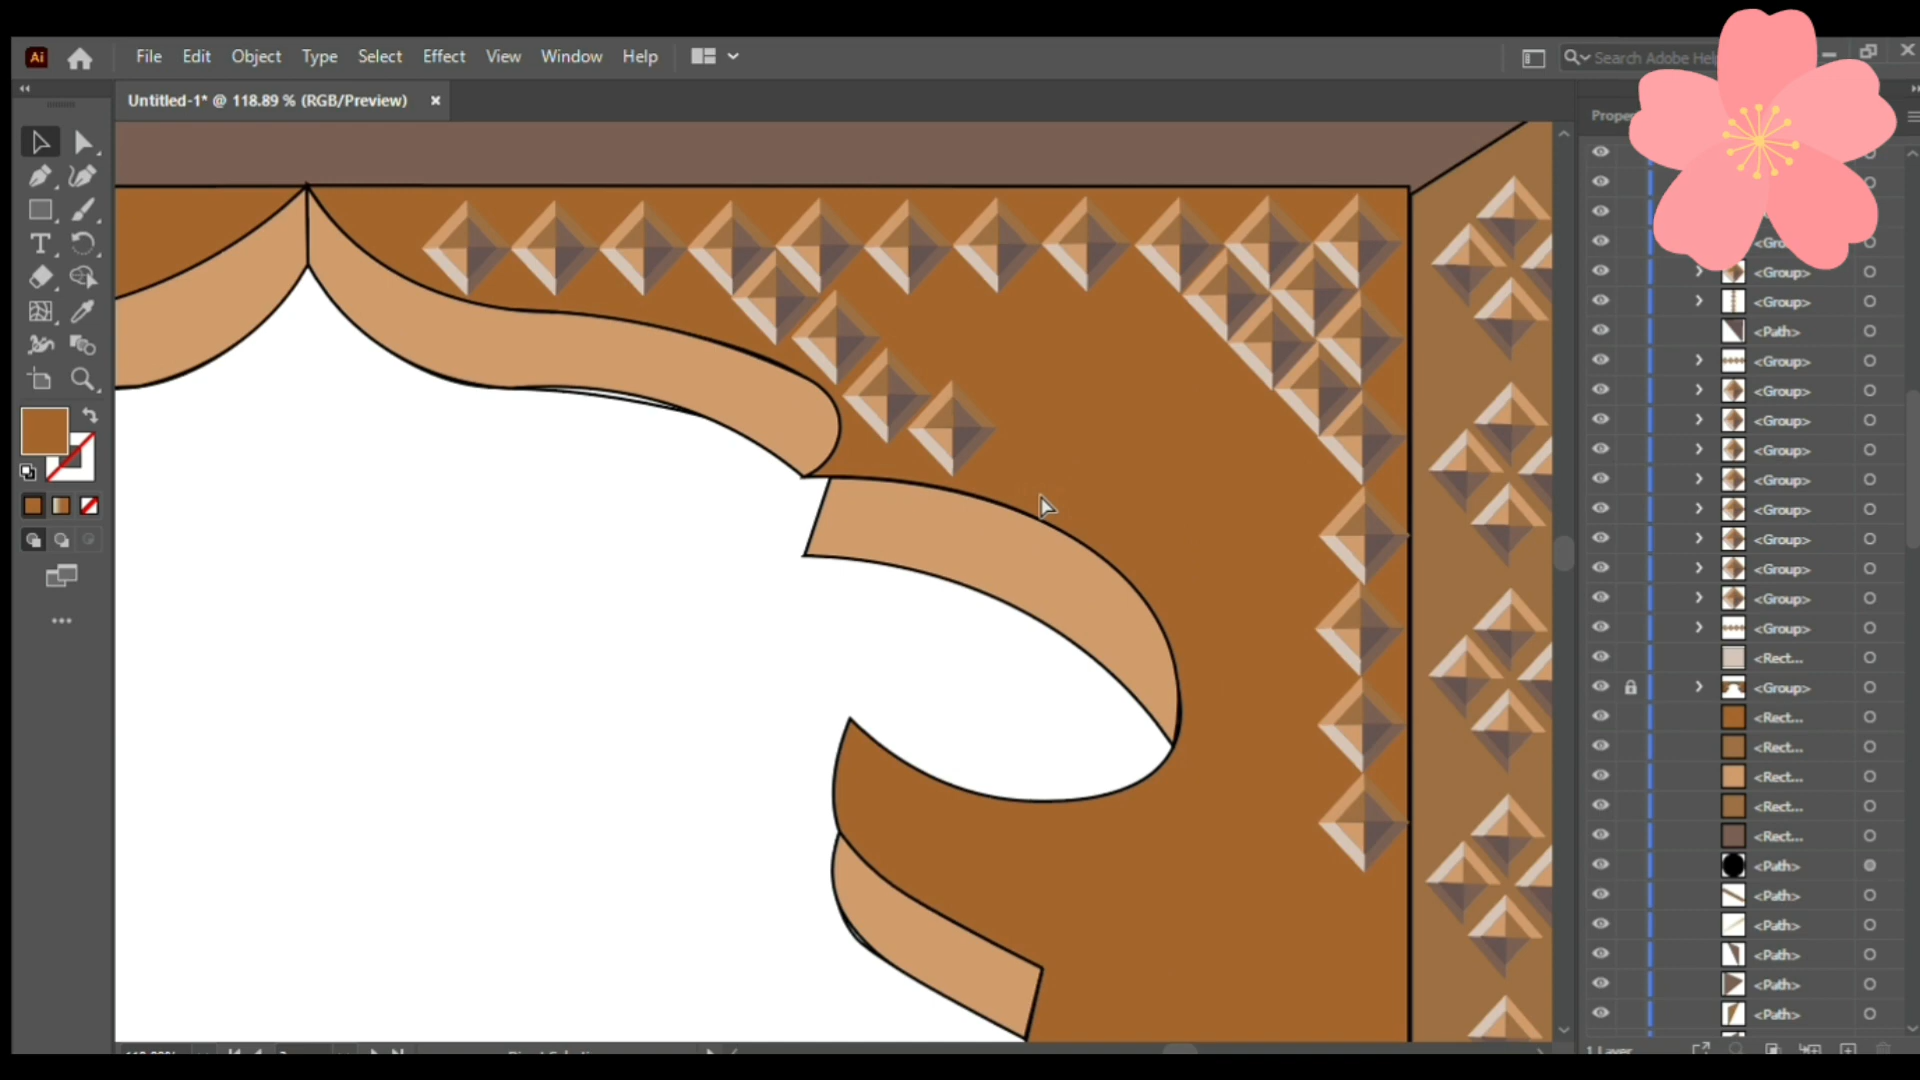 Ai File Edit Object Type Select Effect View Window Help Search Adobe Hel
Untitled-1* @ 118.89 % (RGB/Preview) ×
<Group>
<Group>
<Path>
<Group>
<Group>
<Group>
<Group>
<Group>
<Group>
<Group>
<Group>
<Group>
<Group>
<Rect...
<Group>
<Rect...
<Rect...
<Rect...
<Rect...
<Rect...
<Path>
<Path>
<Path>
<Path>
<Path>
<Path>
1 Layer